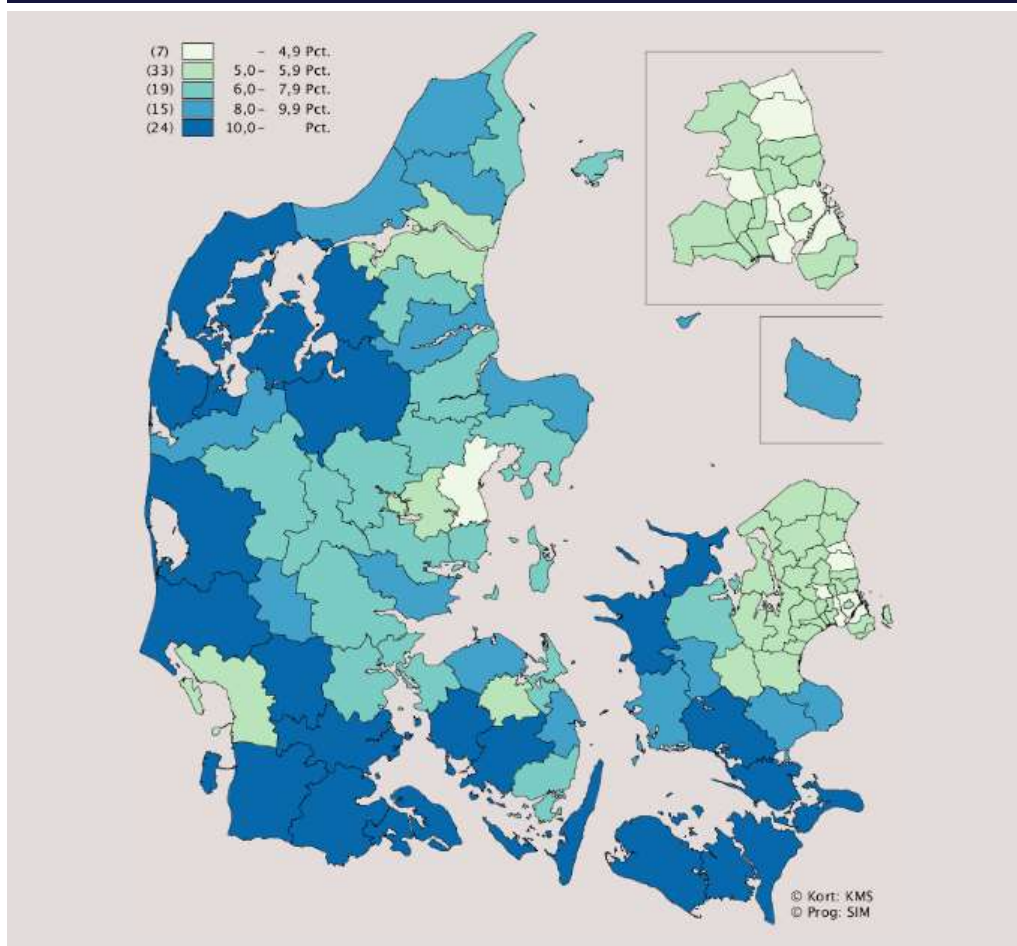 (7) – 4,9 Pct.
(33) 5,0– 5,9 Pct.
(19) 6,0– 7,9 Pct.
(15) 8,0– 9,9 Pct.
(24) 10,0– Pct.
© Kort: KMS
© Prog: SIM